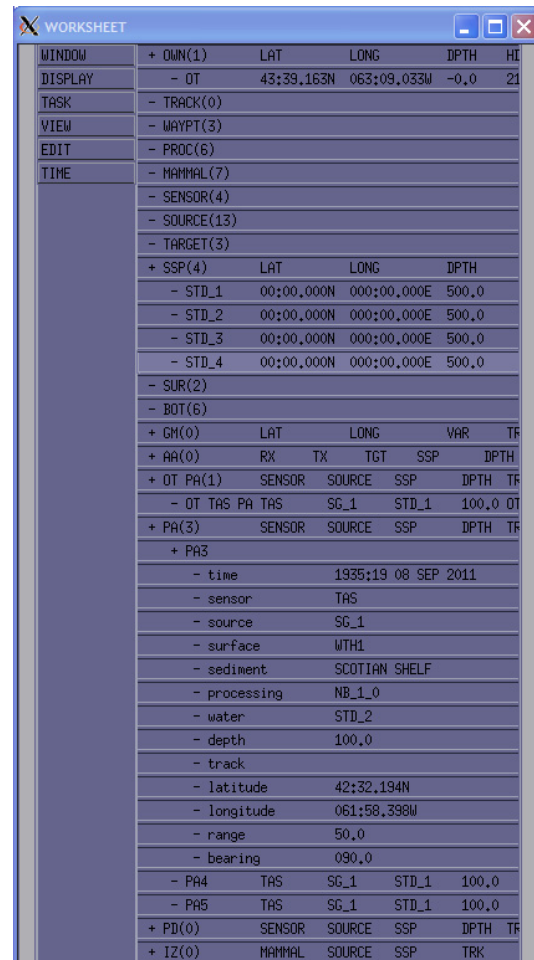 WORKSHEET
WINDOW
DISPLAY
TASK
VIEW
EDIT
TIME
+ OWN(1) LAT LONG DPTH HD
- OT 43:39.163N 063:09.033W -0.0 21
- TRACK(0)
- WAYPT(3)
- PROC(6)
- MAMMAL(7)
- SENSOR(4)
- SOURCE(13)
- TARGET(3)
+ SSP(4) LAT LONG DPTH
- STD_1 00:00.000N 000:00.000E 500.0
- STD_2 00:00.000N 000:00.000E 500.0
- STD_3 00:00.000N 000:00.000E 500.0
- STD_4 00:00.000N 000:00.000E 500.0
- SUR(2)
- BOT(6)
+ GM(0) LAT LONG VAR TR
+ AA(0) RX TX TGT SSP DPTH
+ OT PA(1) SENSOR SOURCE SSP DPTH TR
- OT TAS PA TAS SG_1 STD_1 100.0 OT
+ PA(3) SENSOR SOURCE SSP DPTH TR
+ PA3
- time 1935:19 08 SEP 2011
- sensor TAS
- source SG_1
- surface WTH1
- sediment SCOTIAN SHELF
- processing NB_1_0
- water STD_2
- depth 100.0
- track
- latitude 42:32.194N
- longitude 061:58.398W
- range 50.0
- bearing 090.0
- PA4 TAS SG_1 STD_1 100.0
- PA5 TAS SG_1 STD_1 100.0
+ PD(0) SENSOR SOURCE SSP DPTH TR
+ IZ(0) MAMMAL SOURCE SSP TRK